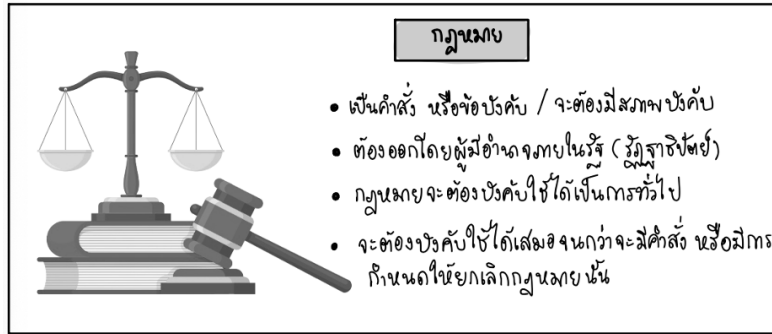 กฎหมาย
• เป็นคำสั่ง หรือข้อบังคับ / จะต้องมีสภาพบังคับ
• ต้องออกโดยผู้มีอำนาจภายในรัฐ (รัฏฐาธิปัตย์)
• กฎหมายจะต้องบังคับใช้ได้เป็นการทั่วไป
• จะต้องบังคับใช้ได้เสมอจนกว่าจะมีคำสั่ง หรือมีการ
กำหนดให้ยกเลิกกฎหมายนั้น